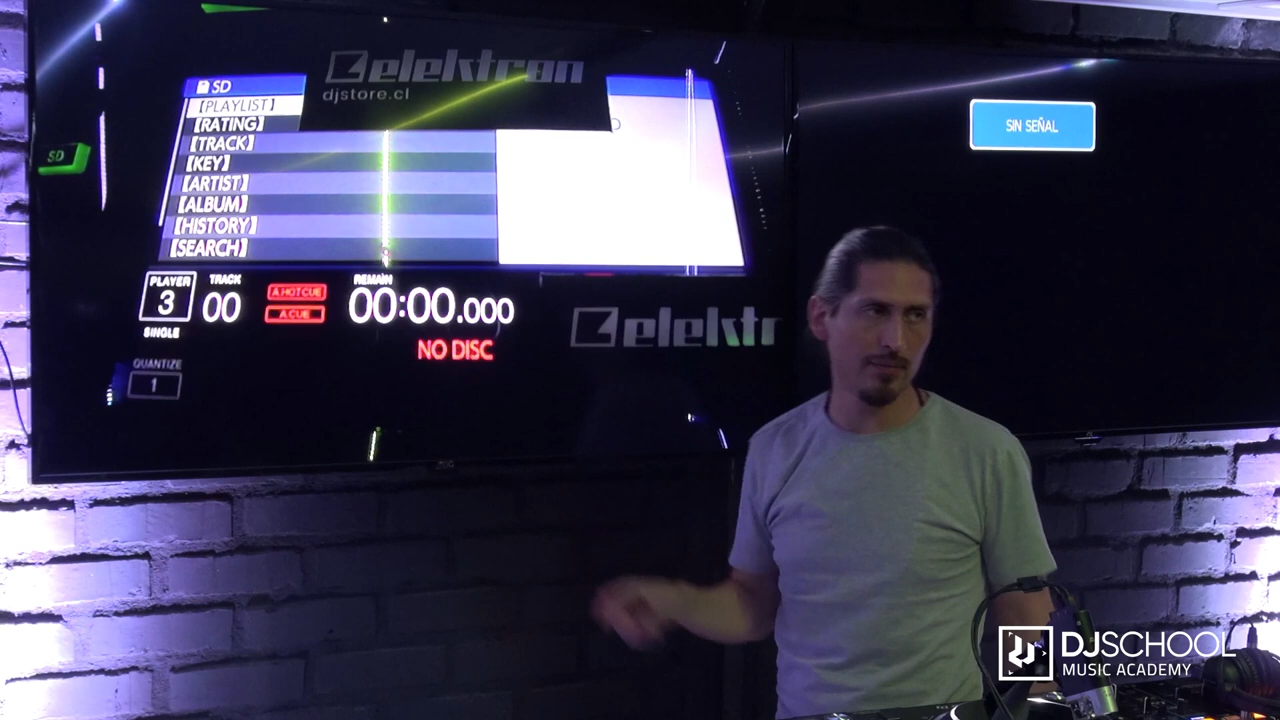 elektron
djstore.cl
SD
[PLAYLIST]
[RATING]
[TRACK]
[KEY]
[ARTIST]
[ALBUM]
[HISTORY]
[SEARCH]
SD
PLAYER
3
SINGLE
TRACK
00
A.HOT CUE
A.CUE
REMAIN
00:00.000
NO DISC
QUANTIZE
1
elektr
SIN SEÑAL
DJSCHOOL
MUSIC ACADEMY